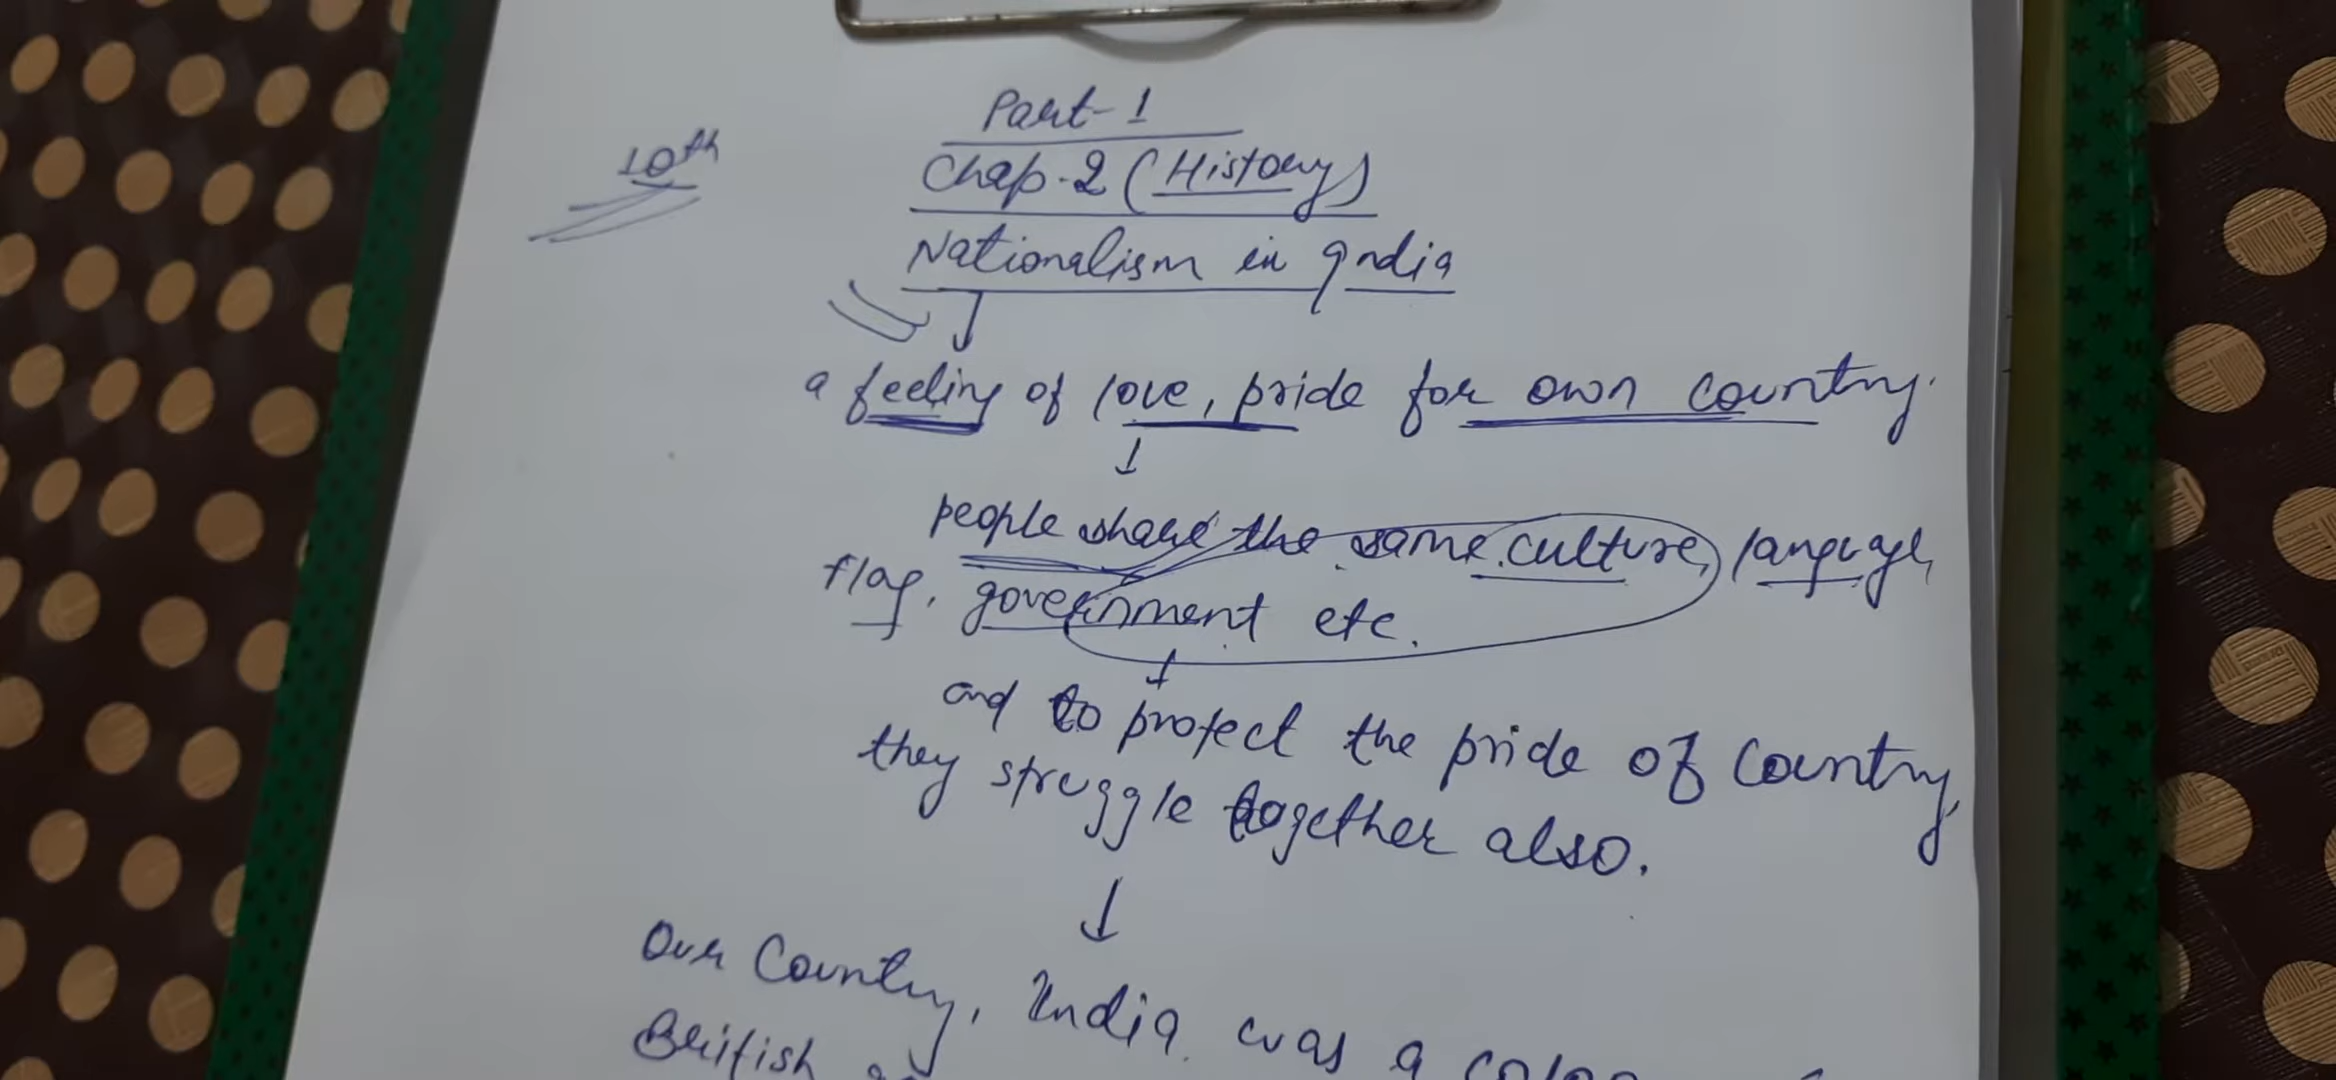 Part-1
10th
Chap-2 (History)
Nationalism in India
a feeling of love, pride for own country.
people share the same culture, language,
flag, government etc.
and to protect the pride of country,
they struggle together also.
Our Country, India was a
British